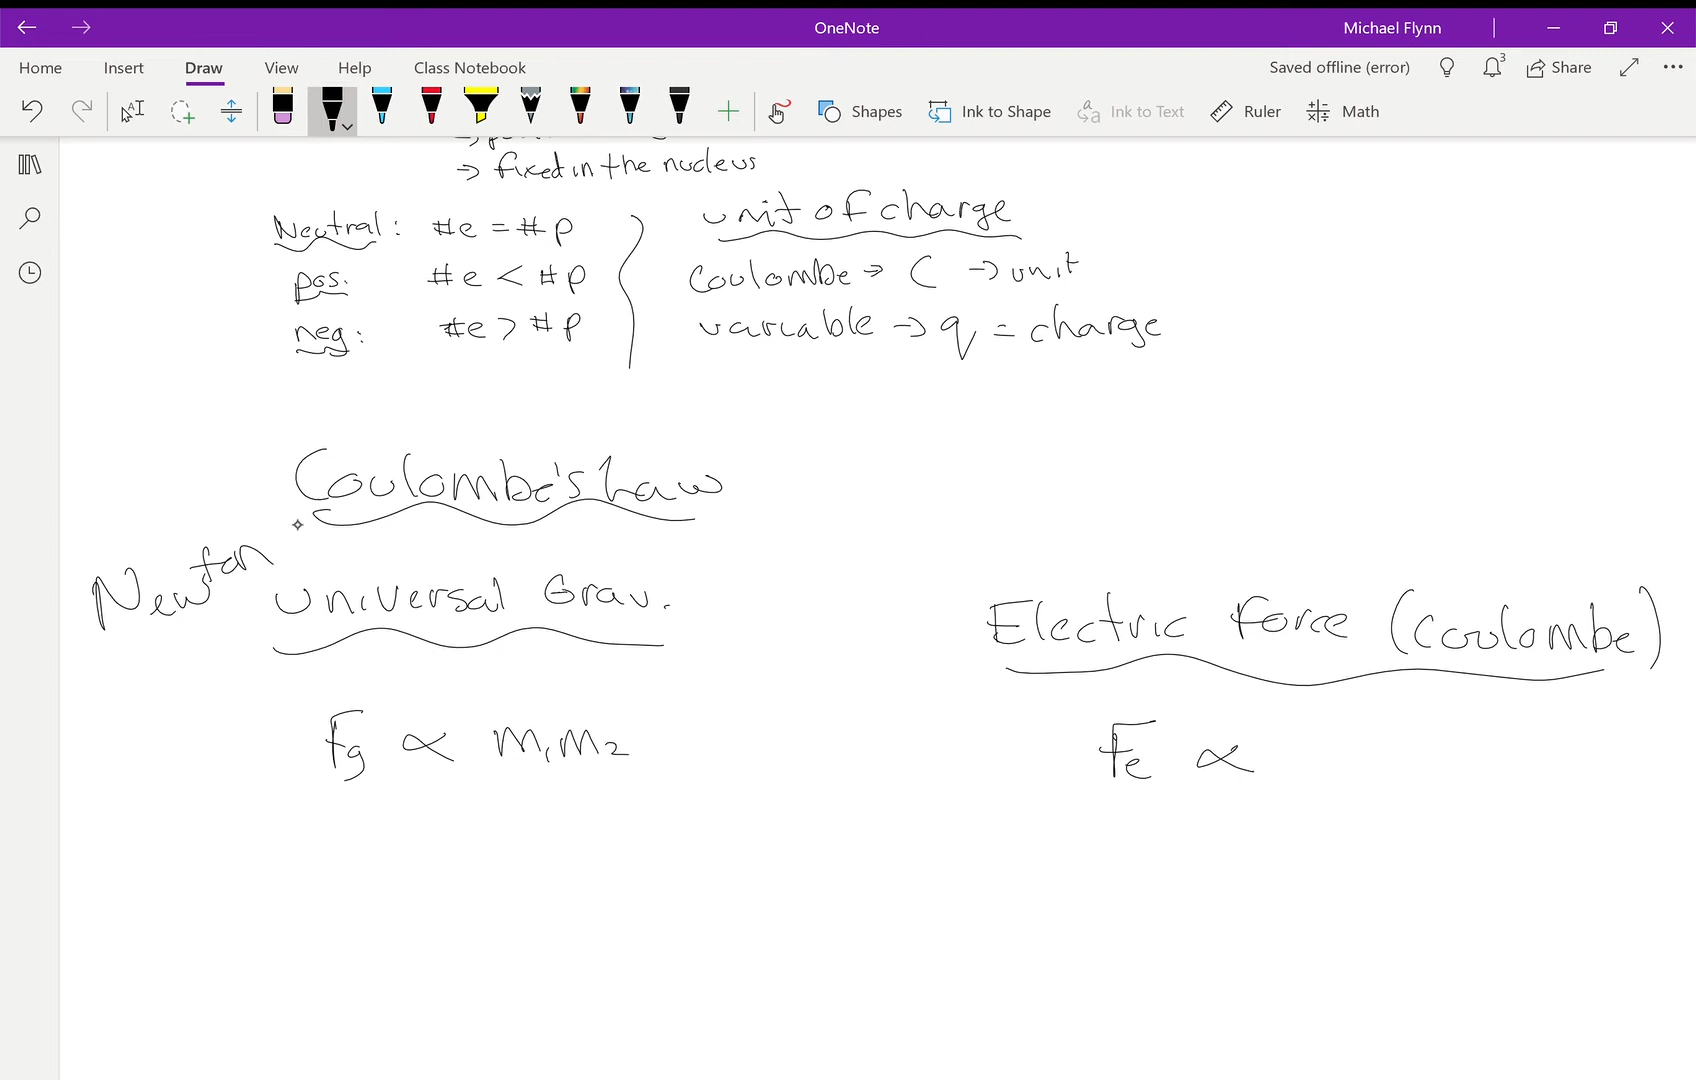 OneNote
Michael Flynn
Home Insert Draw View Help Class Notebook
Saved offline (error) 3 Share
Shapes Ink to Shape Ink to Text Ruler Math
→ fixed in the nucleus
Neutral: #e = #p
pos. #e < #p
neg: #e > #p
unit of charge
Coulombe → C → unit
variable → q = charge
Coulombe's Law
Newton Universal Grav.
Electric Force (Coulombe)
Fg ∝ m1m2
Fe ∝